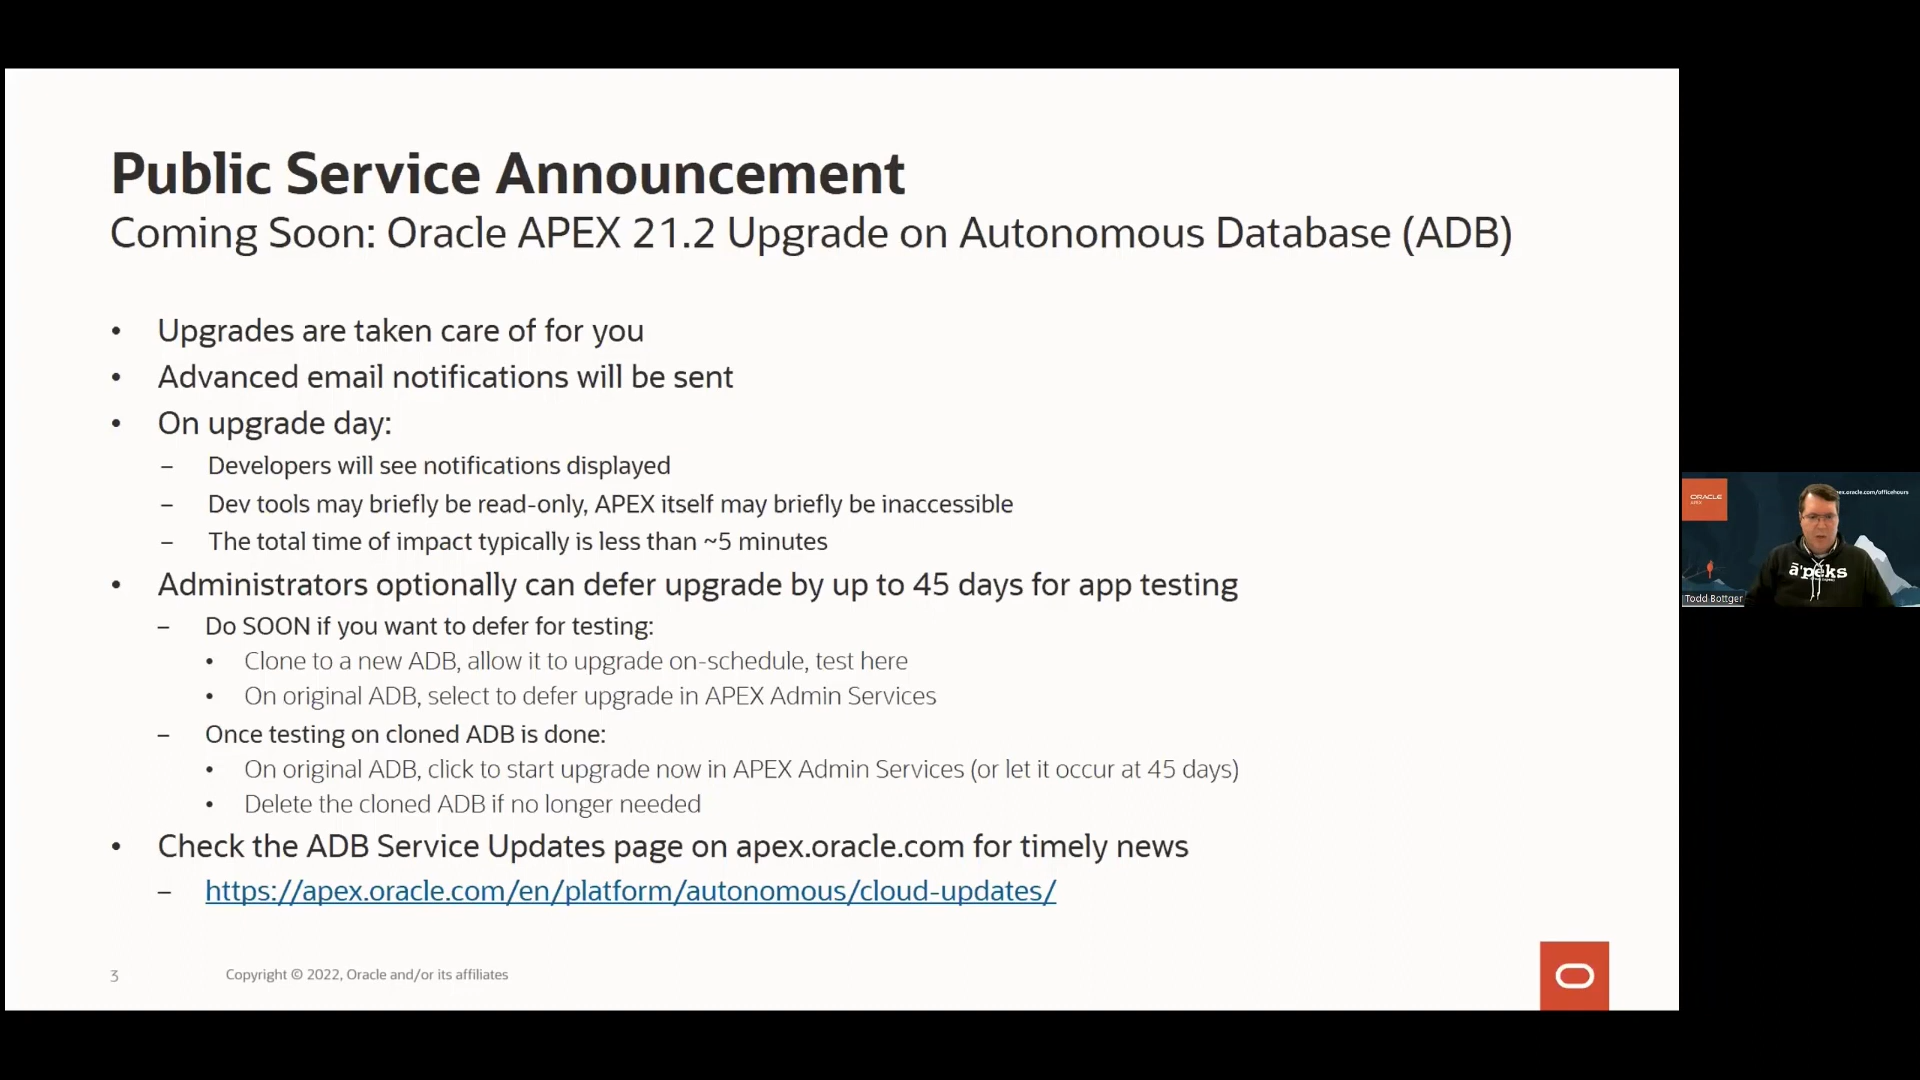 Public Service Announcement
Coming Soon: Oracle APEX 21.2 Upgrade on Autonomous Database (ADB)
• Upgrades are taken care of for you
• Advanced email notifications will be sent
• On upgrade day:
– Developers will see notifications displayed
– Dev tools may briefly be read-only, APEX itself may briefly be inaccessible
– The total time of impact typically is less than ~5 minutes
• Administrators optionally can defer upgrade by up to 45 days for app testing
– Do SOON if you want to defer for testing:
• Clone to a new ADB, allow it to upgrade on-schedule, test here
• On original ADB, select to defer upgrade in APEX Admin Services
– Once testing on cloned ADB is done:
• On original ADB, click to start upgrade now in APEX Admin Services (or let it occur at 45 days)
• Delete the cloned ADB if no longer needed
• Check the ADB Service Updates page on apex.oracle.com for timely news
– https://apex.oracle.com/en/platform/autonomous/cloud-updates/
3 Copyright © 2022, Oracle and/or its affiliates
ORACLE
APEX
ex.oracle.com/officehours
ā'pěks
Todd Bottger